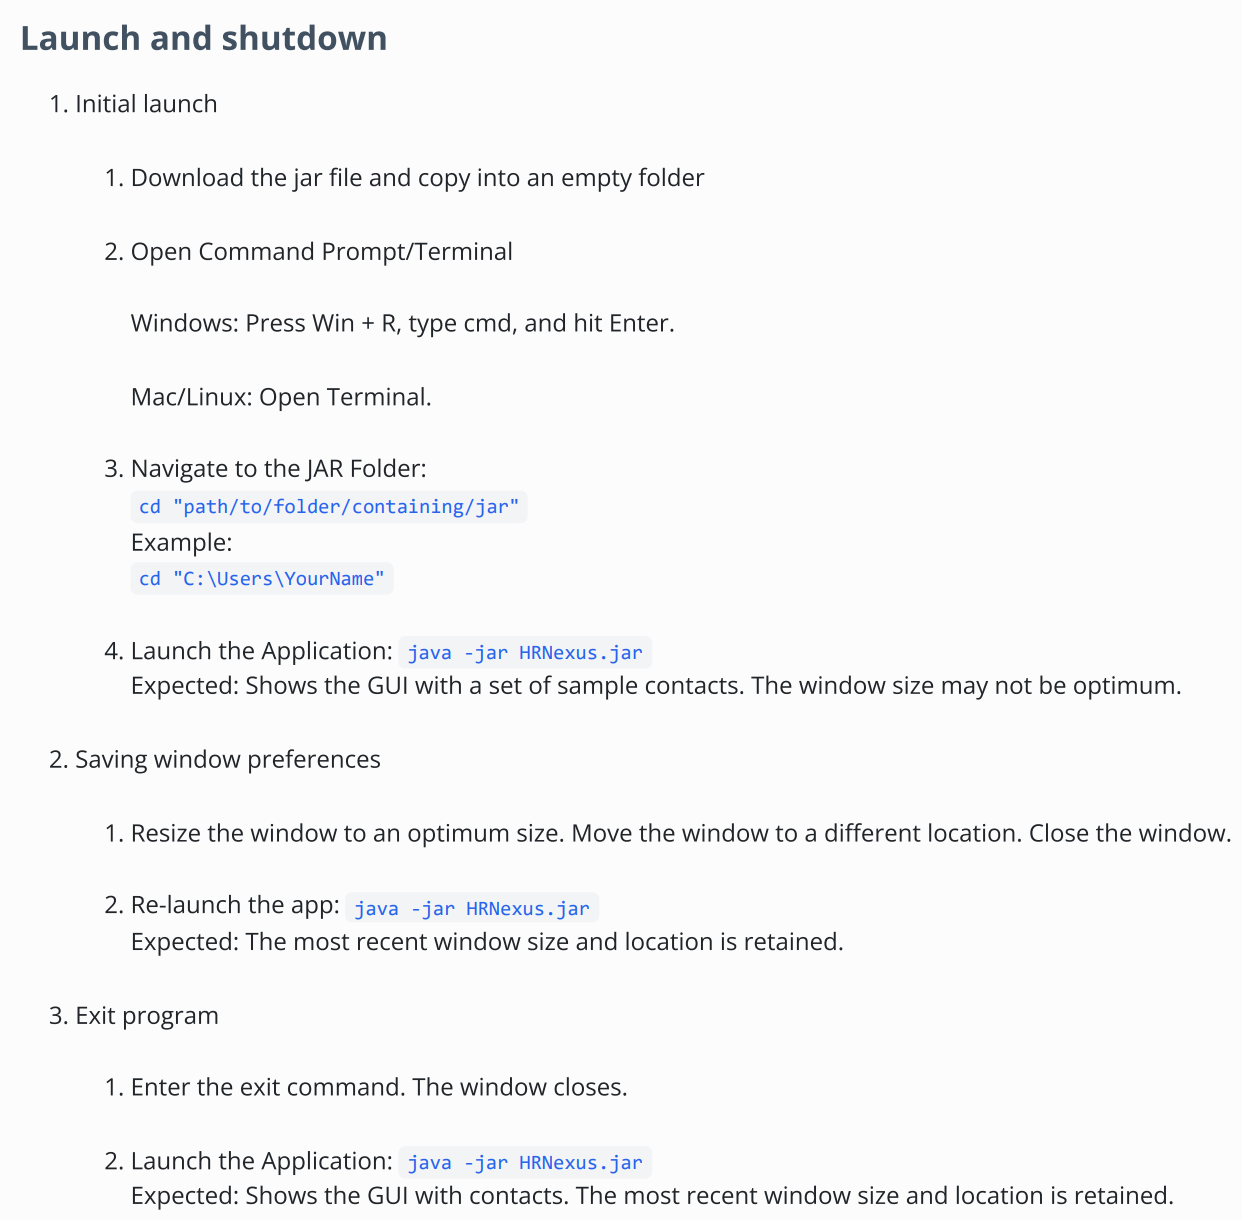 Launch and shutdown
1. Initial launch
1. Download the jar file and copy into an empty folder
2. Open Command Prompt/Terminal
Windows: Press Win + R, type cmd, and hit Enter.
Mac/Linux: Open Terminal.
3. Navigate to the JAR Folder:
cd "path/to/folder/containing/jar"
Example:
cd "C:\Users\YourName"
4. Launch the Application: java -jar HRNexus.jar
Expected: Shows the GUI with a set of sample contacts. The window size may not be optimum.
2. Saving window preferences
1. Resize the window to an optimum size. Move the window to a different location. Close the window.
2. Re-launch the app: java -jar HRNexus.jar
Expected: The most recent window size and location is retained.
3. Exit program
1. Enter the exit command. The window closes.
2. Launch the Application: java -jar HRNexus.jar
Expected: Shows the GUI with contacts. The most recent window size and location is retained.